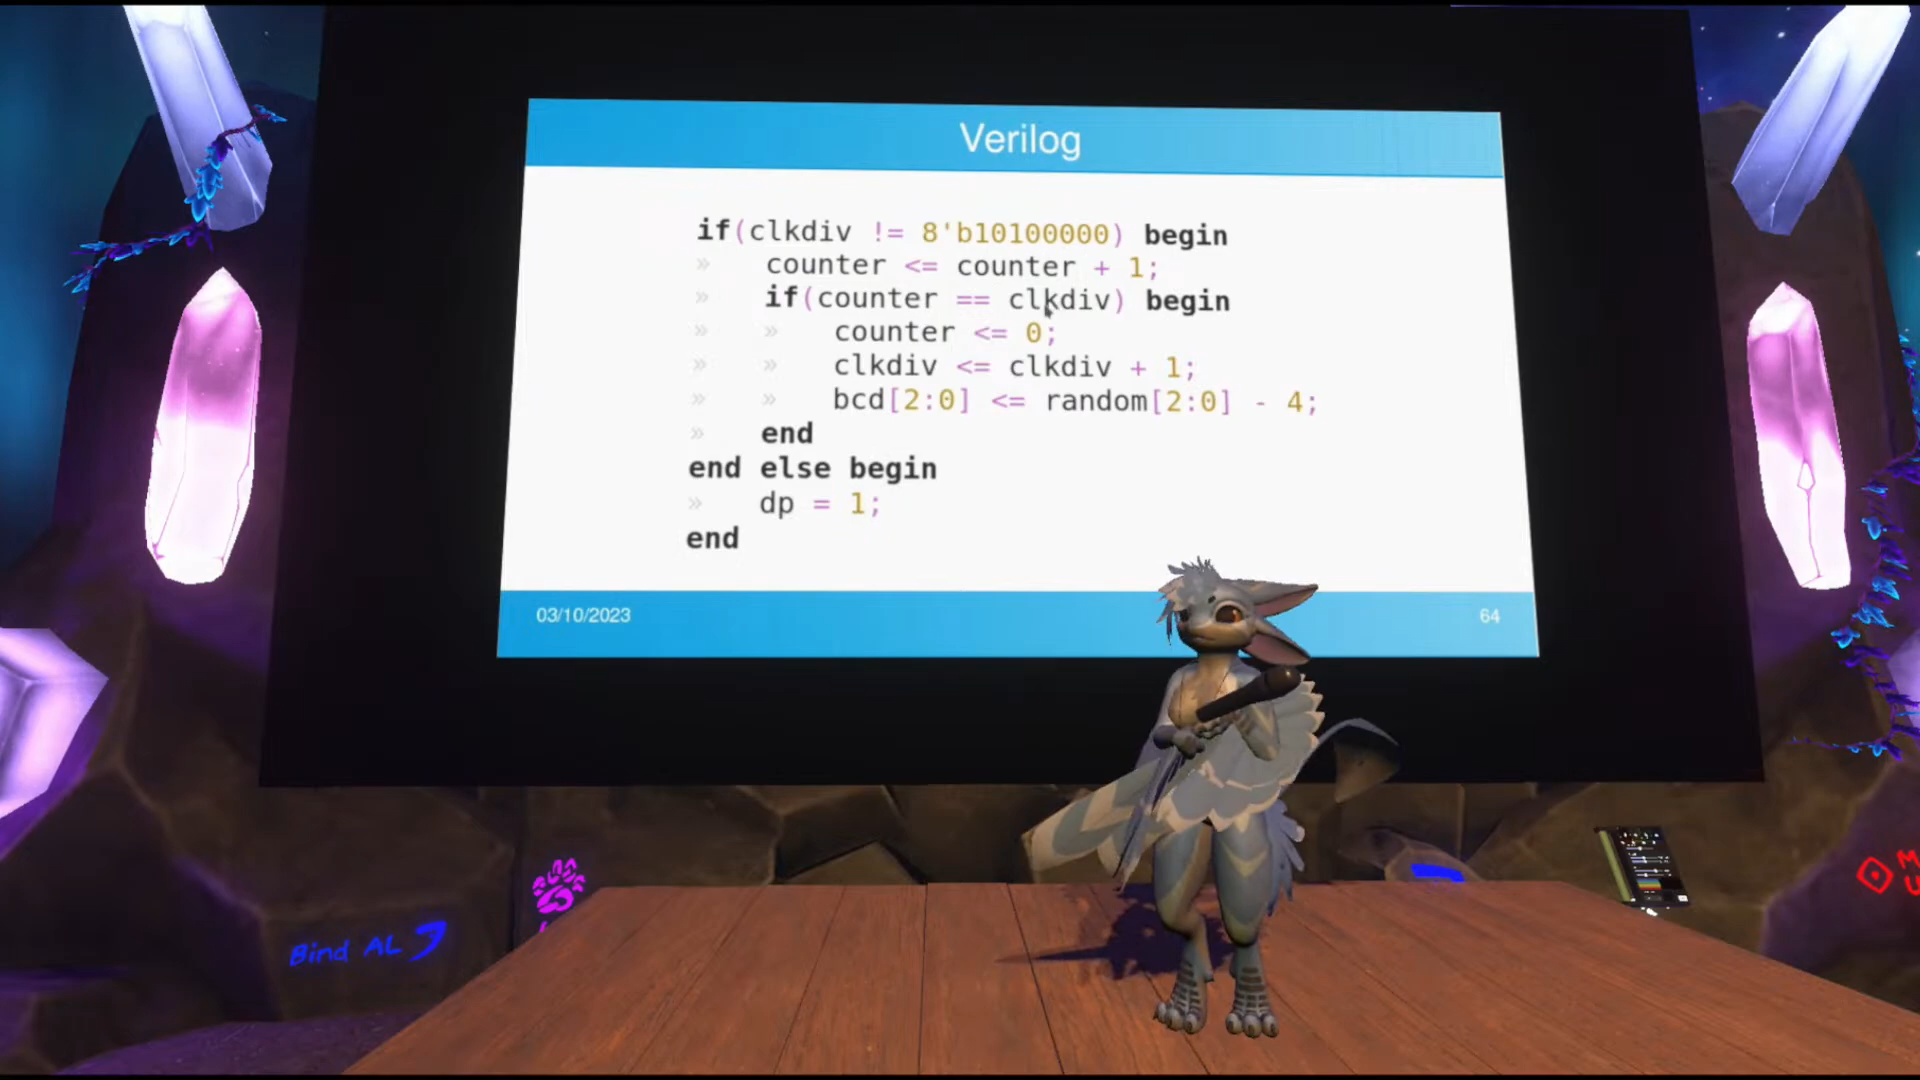 Verilog
if(clkdiv != 8'b10100000) begin
» counter <= counter + 1;
» if(counter == clkdiv) begin
» » counter <= 0;
» » clkdiv <= clkdiv + 1;
» » bcd[2:0] <= random[2:0] - 4;
» end
end else begin
» dp = 1;
end
03/10/2023
64
Bind AL